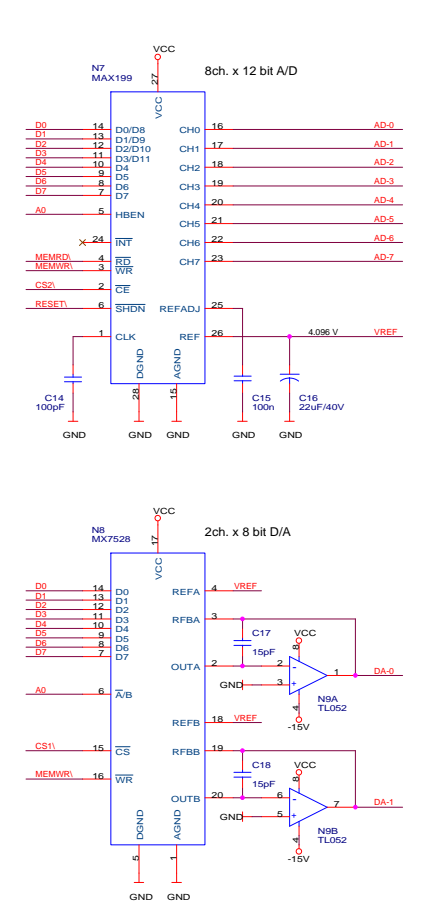 VCC
N7
MAX199
8ch. x 12 bit A/D
27
VCC
D0 14 D0/D8 CH0 16 AD-0
D1 13 D1/D9 CH1 17 AD-1
D2 12 D2/D10
D3 11 D3/D11 CH2 18 AD-2
D4 10 D4
D5 9 D5 CH3 19 AD-3
D6 8 D6
D7 7 D7 CH4 20 AD-4
A0 5 HBEN CH5 21 AD-5
24 INT CH6 22 AD-6
MEMRD\ 4 RD CH7 23 AD-7
MEMWR\ 3 WR
CS2\ 2 CE
RESET\ 6 SHDN REFADJ 25
1 CLK REF 26 4.096 V VREF
DGND AGND
28 15
C14
100pF
C15
100n
C16
22uF/40V
GND GND GND GND GND
VCC
N8
MX7528
2ch. x 8 bit D/A
17
VCC
D0 14 D0 REFA 4 VREF
D1 13 D1
D2 12 D2
D3 11 D3 RFBA 3
D4 10 D4
D5 9 D5
D6 8 D6
D7 7 D7 OUTA 2
C17
15pF
VCC
8
2 -
GND 3 +
1 DA-0
4
-15V
N9A
TL052
A0 6 A/B
REFB 18 VREF
CS1\ 15 CS RFBB 19
MEMWR\ 16 WR OUTB 20
C18
15pF
VCC
8
6 -
GND 5 +
7 DA-1
4
-15V
N9B
TL052
DGND AGND
5 1
GND GND